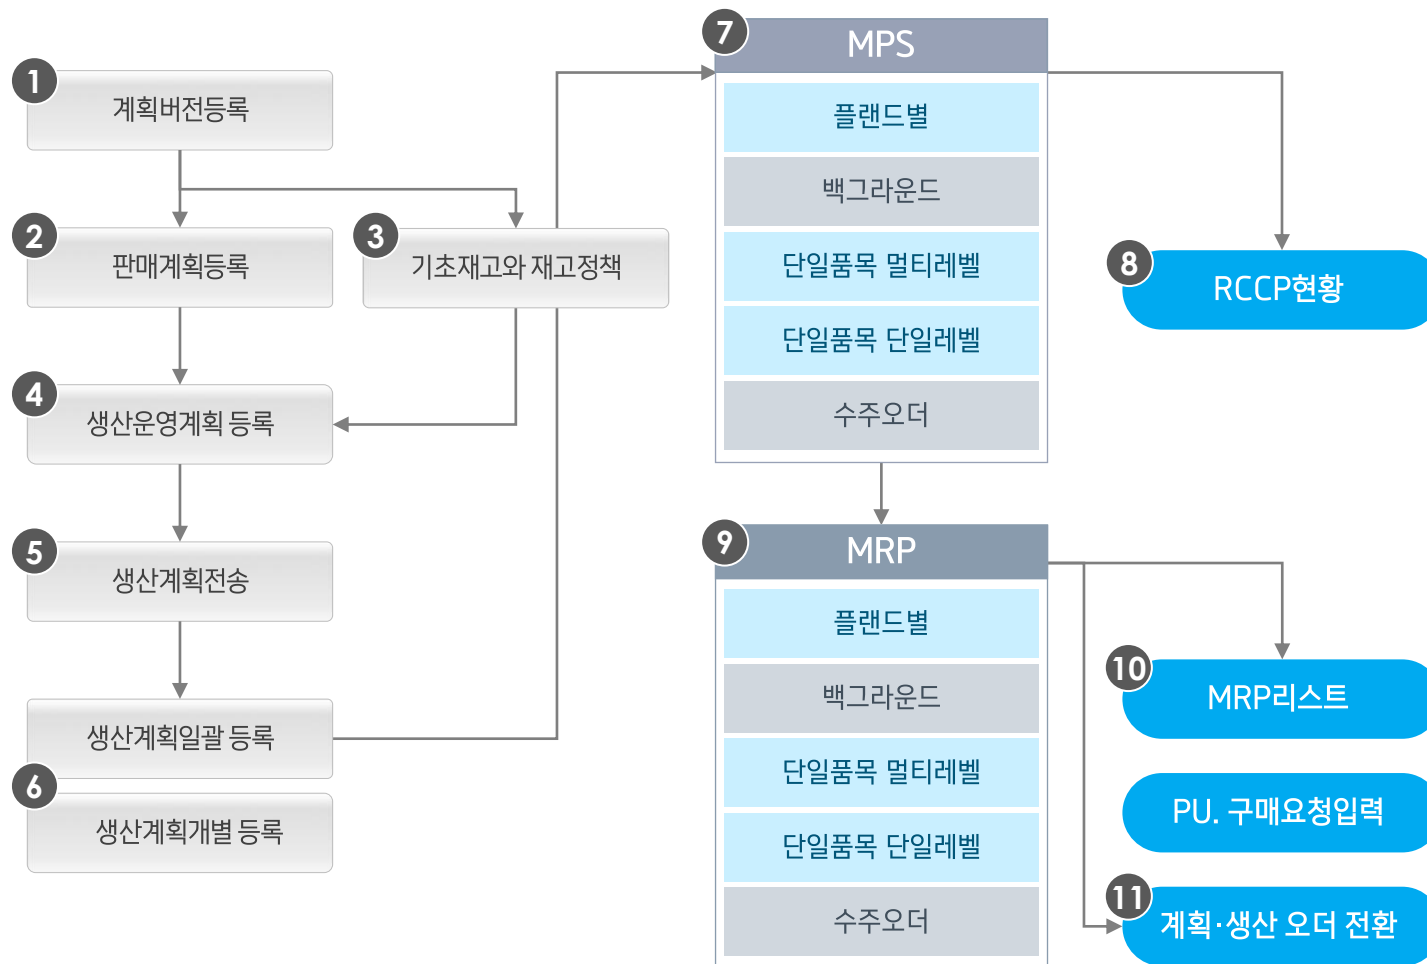 1
계획버전등록
2
판매계획등록
3
기초재고와 재고정책
4
생산운영계획 등록
5
생산계획전송
생산계획일괄 등록
6
생산계획개별 등록
7
MPS
플랜드별
백그라운드
단일품목 멀티레벨
단일품목 단일레벨
수주오더
8
RCCP현황
9
MRP
플랜드별
백그라운드
단일품목 멀티레벨
단일품목 단일레벨
수주오더
10
MRP리스트
PU. 구매요청입력
11
계획·생산 오더 전환